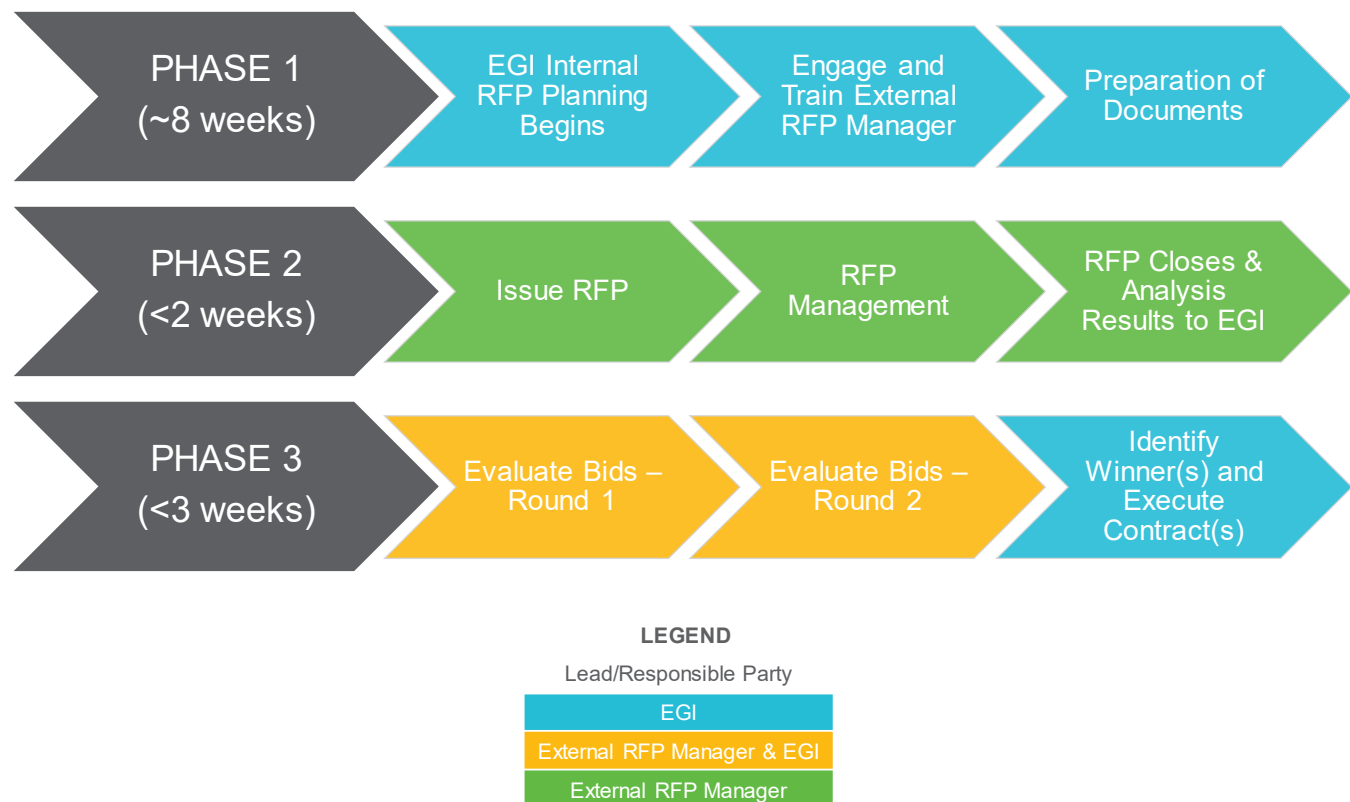 PHASE 1
(~8 weeks)
EGI Internal
RFP Planning
Begins
Engage and
Train External
RFP Manager
Preparation of
Documents
PHASE 2
(<2 weeks)
Issue RFP
RFP
Management
RFP Closes &
Analysis
Results to EGI
PHASE 3
(<3 weeks)
Evaluate Bids –
Round 1
Evaluate Bids –
Round 2
Identify
Winner(s) and
Execute
Contract(s)
LEGEND
Lead/Responsible Party
EGI
External RFP Manager & EGI
External RFP Manager